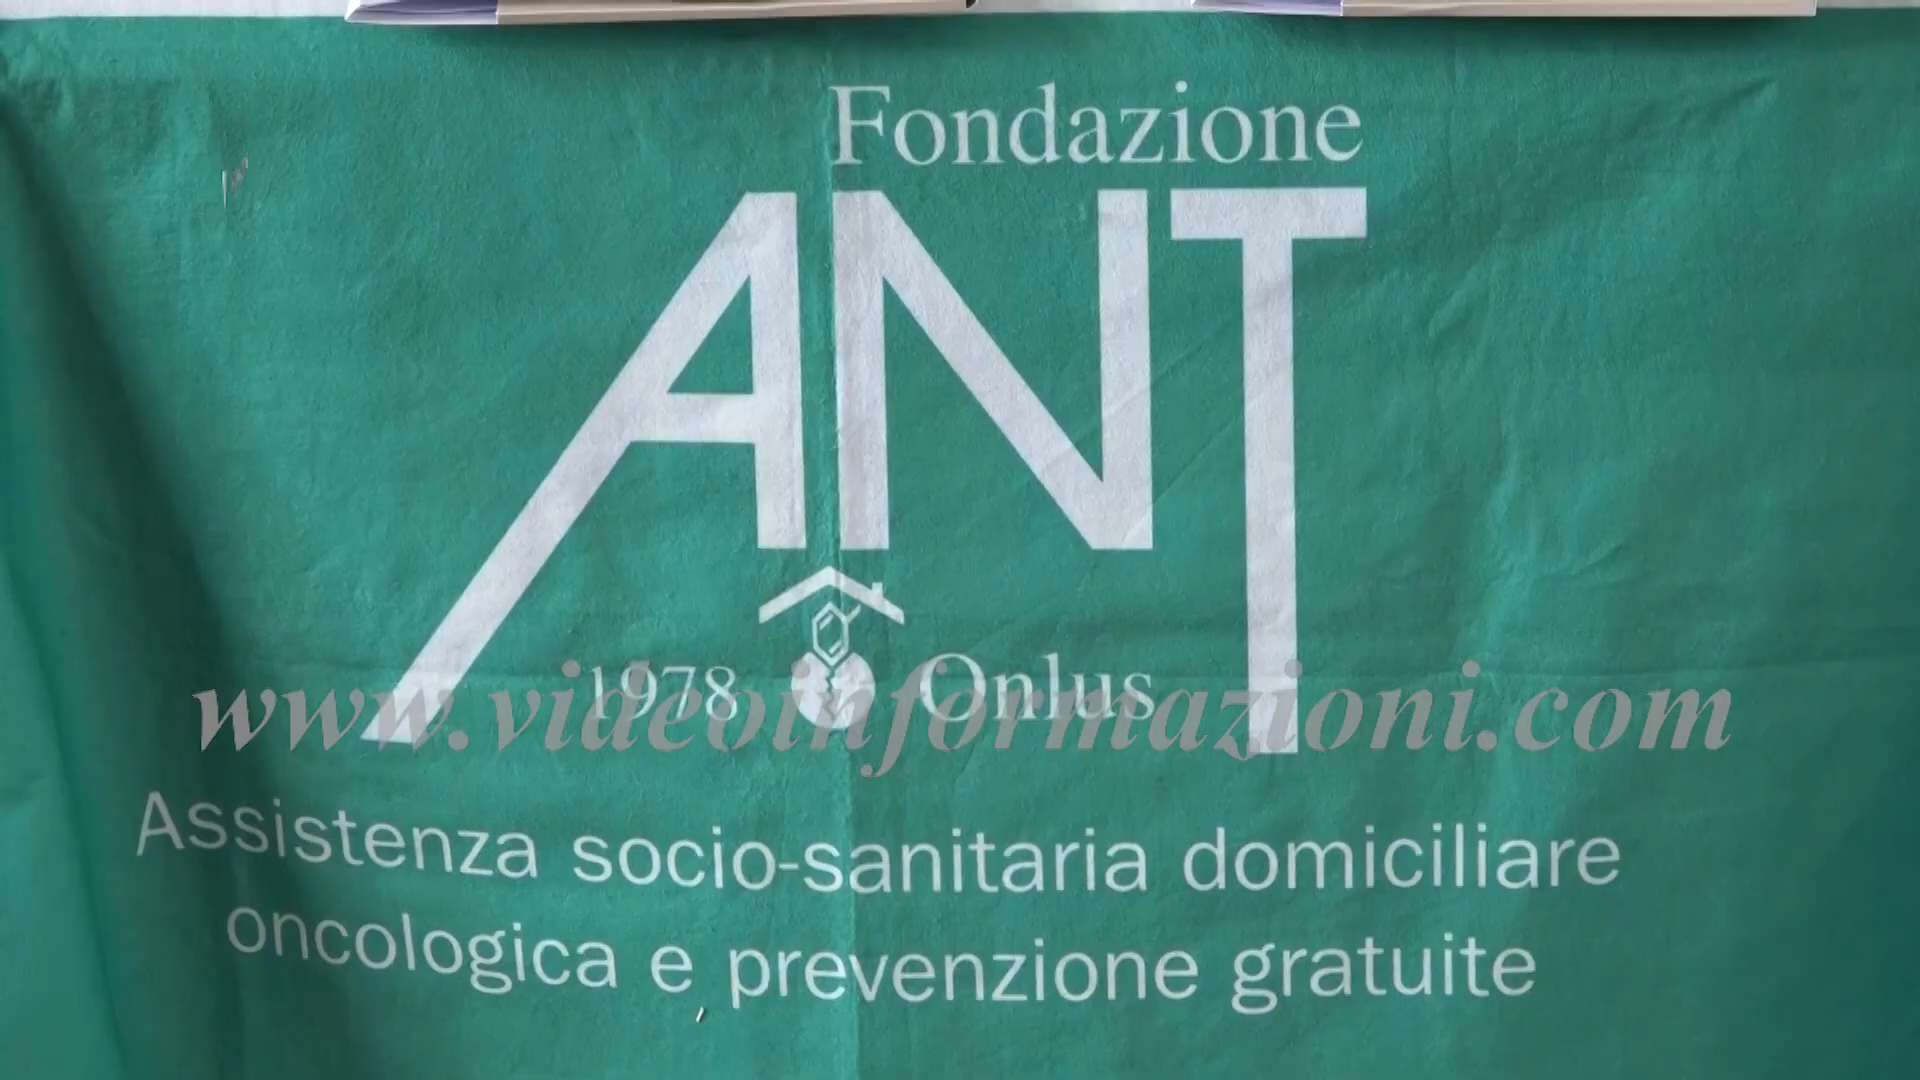 Fondazione
ANT
1978 Onlus
www.videoinformazioni.com
Assistenza socio-sanitaria domiciliare
oncologica e prevenzione gratuite